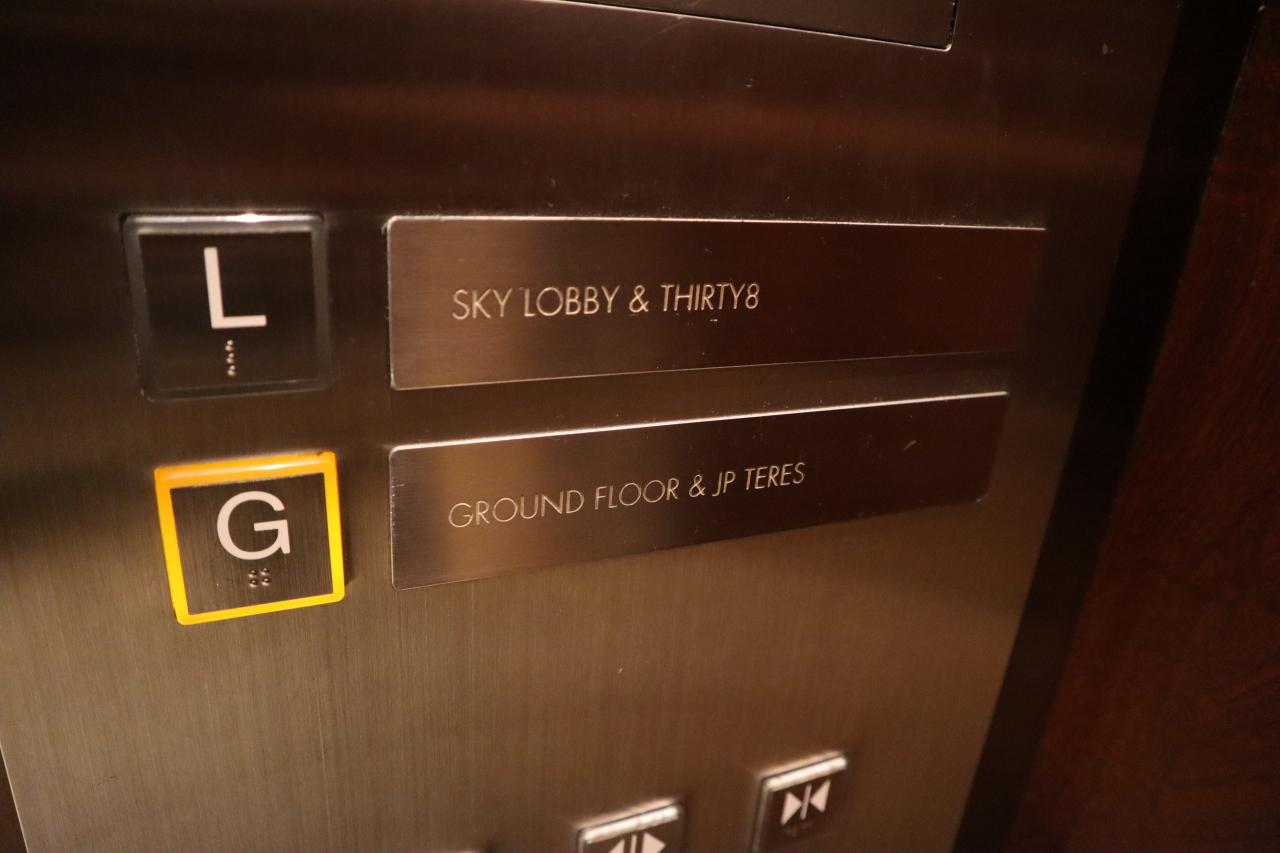 L
SKY LOBBY & THIRTY8
G
GROUND FLOOR & JP TERES